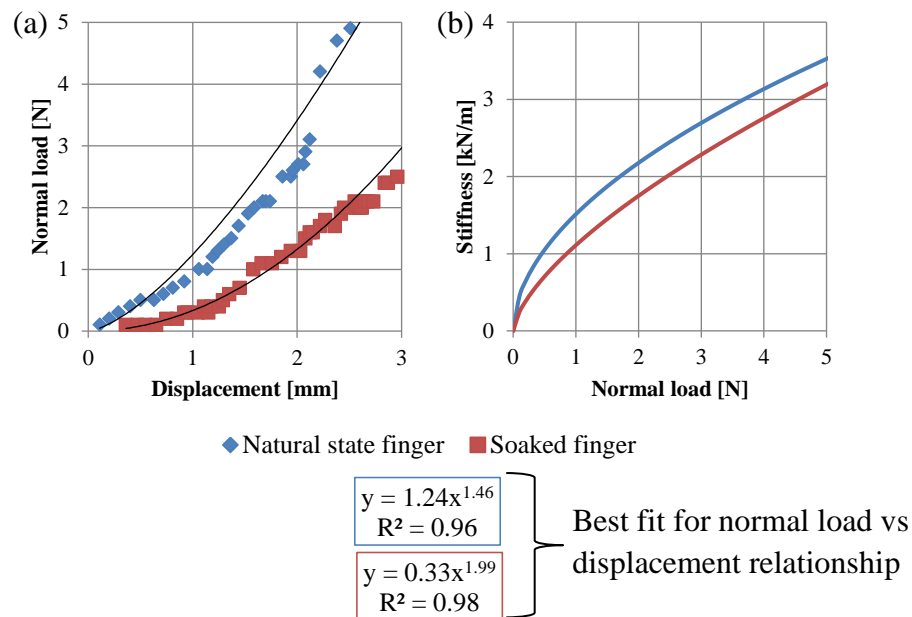 (a)
Normal load [N]
5
4
3
2
1
0
0 1 2 3
Displacement [mm]
(b)
Stiffness [kN/m]
4
3
2
1
0
0 1 2 3 4 5
Normal load [N]
Natural state finger Soaked finger
y = 1.24x^1.46
R² = 0.96
y = 0.33x^1.99
R² = 0.98
Best fit for normal load vs
displacement relationship